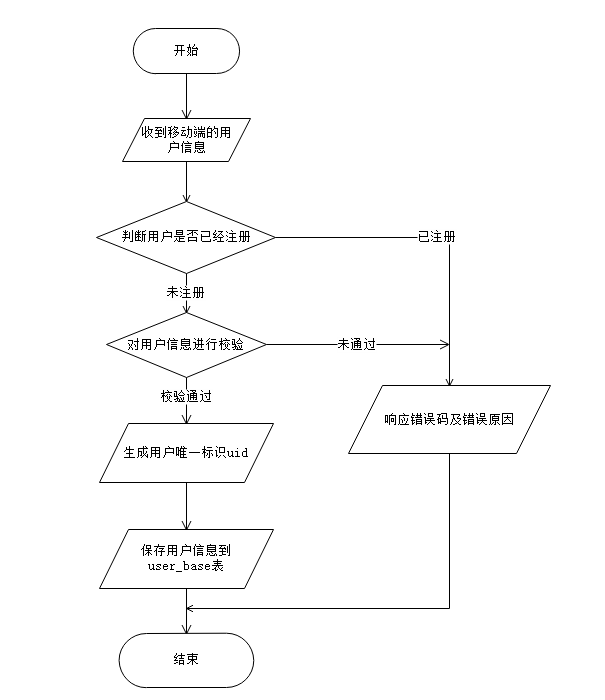 开始
收到移动端的用
户信息
判断用户是否已经注册
已注册
未注册
对用户信息进行校验
未通过
校验通过
响应错误码及错误原因
生成用户唯一标识uid
保存用户信息到
user_base表
结束